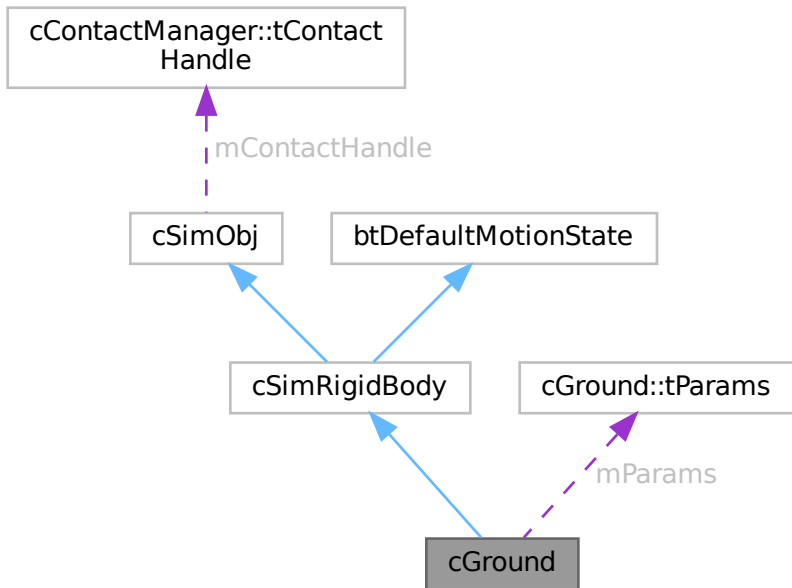 cContactManager::tContact
Handle
mContactHandle
cSimObj
btDefaultMotionState
cSimRigidBody
cGround::tParams
mParams
cGround